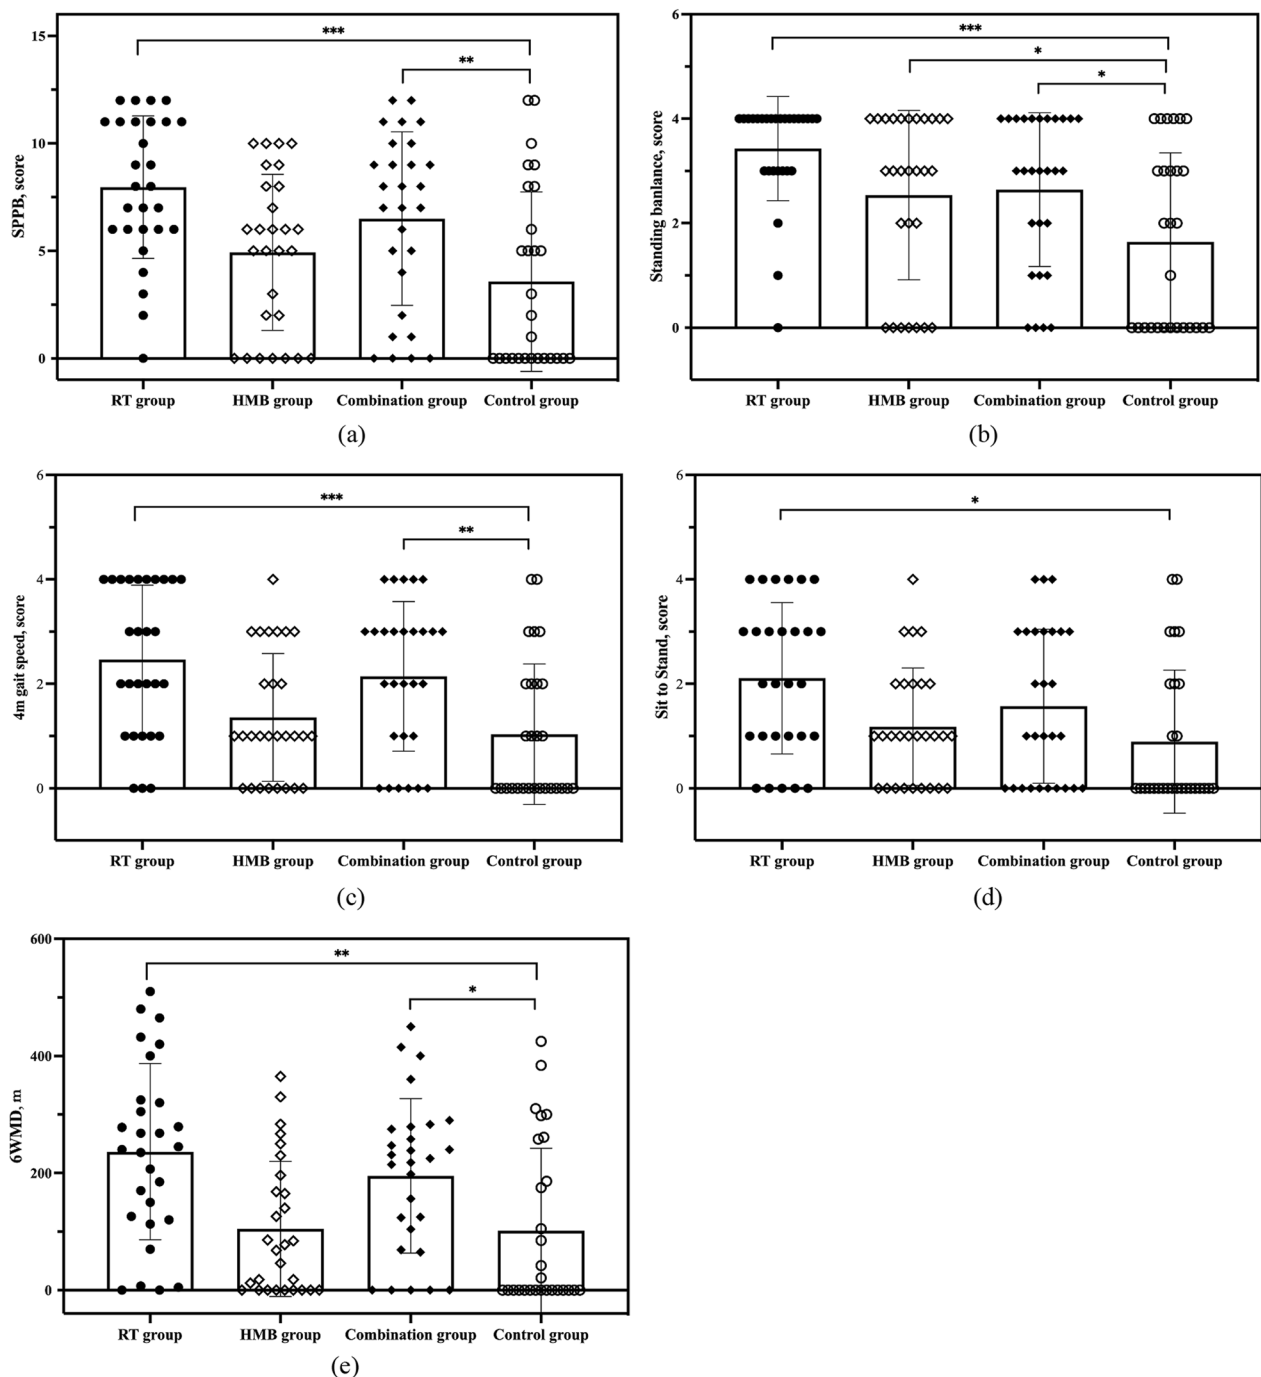 ***
**
15
10
5
0
SPPB, score
RT group HMB group Combination group Control group
(a)
***
*
*
6
4
2
0
Standing banlance, score
RT group HMB group Combination group Control group
(b)
***
**
6
4
2
0
4m gait speed, score
RT group HMB group Combination group Control group
(c)
*
6
4
2
0
Sit to Stand, score
RT group HMB group Combination group Control group
(d)
**
*
600
400
200
0
6WMD, m
RT group HMB group Combination group Control group
(e)